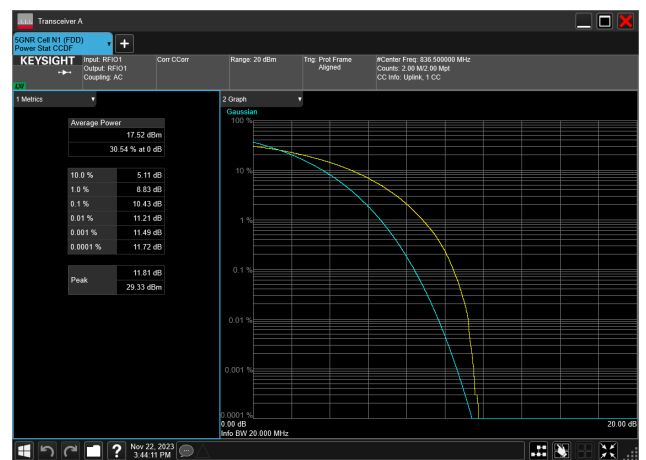 Transceiver A
5GNR Cell N1 (FDD)
Power Stat CCDF
KEYSIGHT
Input: RFIO1
Output: RFIO1
Coupling: AC
Corr CCorr
Range: 20 dBm
Trig: Prot Frame
Aligned
#Center Freq: 836.500000 MHz
Counts: 2.00 M/2.00 Mpt
CC Info: Uplink, 1 CC
1 Metrics
Average Power
17.52 dBm
30.54 % at 0 dB
10.0 % 5.11 dB
1.0 % 8.83 dB
0.1 % 10.43 dB
0.01 % 11.21 dB
0.001 % 11.49 dB
0.0001 % 11.72 dB
Peak
11.81 dB
29.33 dBm
2 Graph
Gaussian
100 %
10 %
1 %
0.1 %
0.01 %
0.001 %
0.0001 %
0.00 dB
20.00 dB
Info BW 20.000 MHz
?
Nov 22, 2023
3:44:11 PM